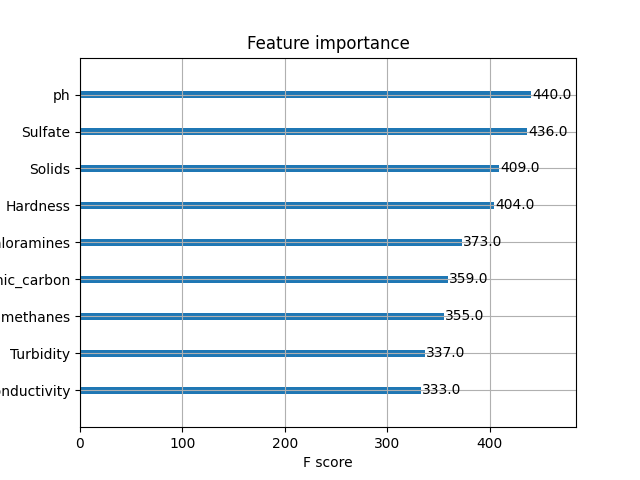 Feature importance
ph 440.0
Sulfate 436.0
Solids 409.0
Hardness 404.0
loramines 373.0
nic_carbon 359.0
methanes 355.0
Turbidity 337.0
onductivity 333.0
0 100 200 300 400
F score